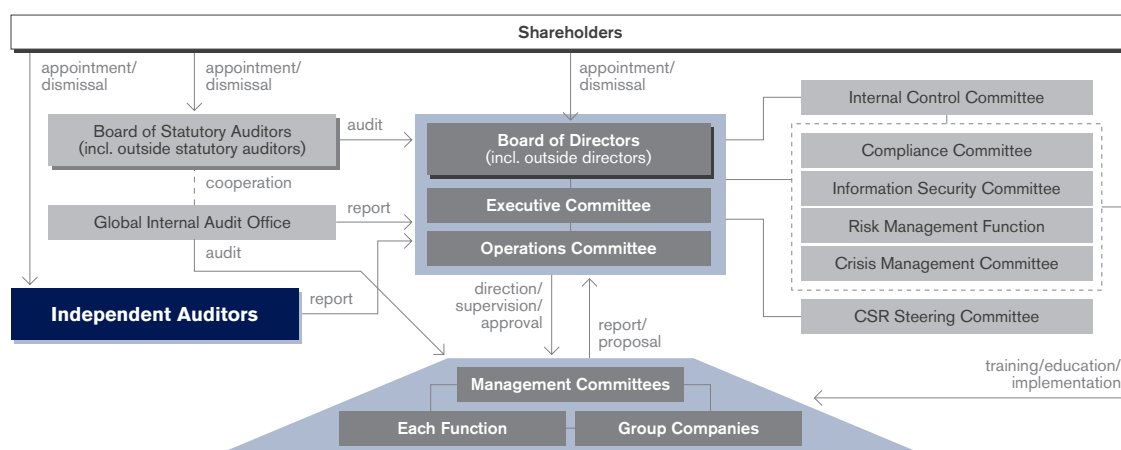 Shareholders
appointment/
dismissal
appointment/
dismissal
appointment/
dismissal
Internal Control Committee
Board of Statutory Auditors
(incl. outside statutory auditors)
audit
Board of Directors
(incl. outside directors)
Compliance Committee
cooperation
Information Security Committee
Executive Committee
Global Internal Audit Office
report
Risk Management Function
Operations Committee
audit
Crisis Management Committee
direction/
supervision/
approval
Independent Auditors
report
report/
proposal
CSR Steering Committee
training/education/
implementation
Management Committees
Each Function
Group Companies